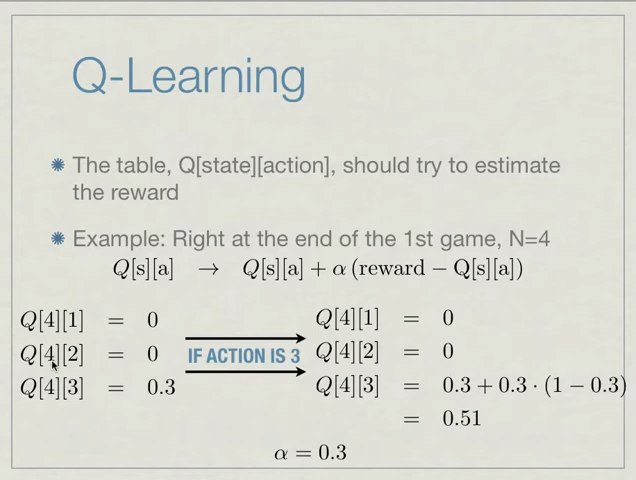 Q-Learning
The table, Q[state][action], should try to estimate
the reward
Example: Right at the end of the 1st game, N=4
Q[s][a] → Q[s][a] + α (reward − Q[s][a])
Q[4][1] = 0
Q[4][2] = 0
Q[4][3] = 0.3
IF ACTION IS 3
Q[4][1] = 0
Q[4][2] = 0
Q[4][3] = 0.3 + 0.3 · (1 − 0.3)
= 0.51
α = 0.3